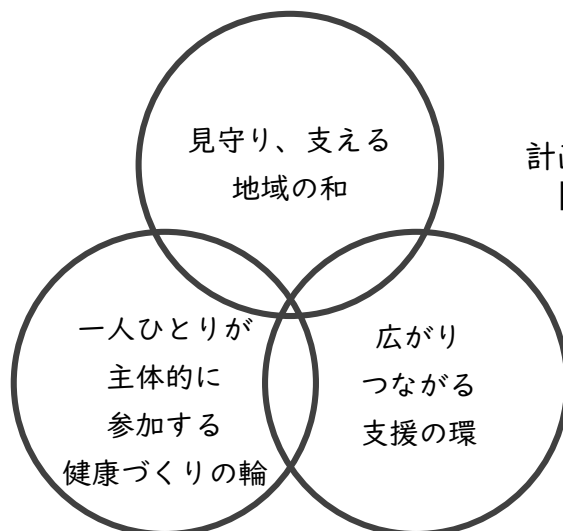 見守り、支える
地域の和
計
一人ひとりが
主体的に
参加する
健康づくりの輪
広がり
つながる
支援の環